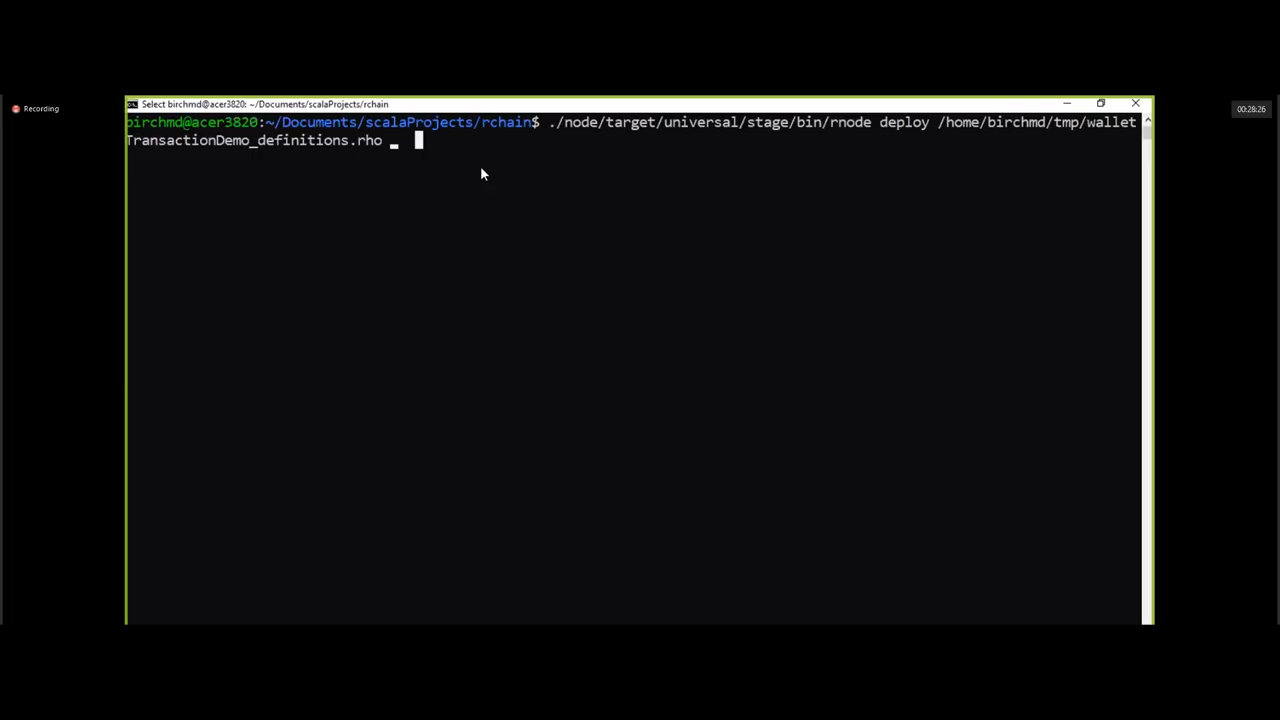 Recording
Select birchmd@acer3820: ~/Documents/scalaProjects/rchain
00:28:26
birchmd@acer3820:~/Documents/scalaProjects/rchain$ ./node/target/universal/stage/bin/rnode deploy /home/birchmd/tmp/wallet
TransactionDemo_definitions.rho _